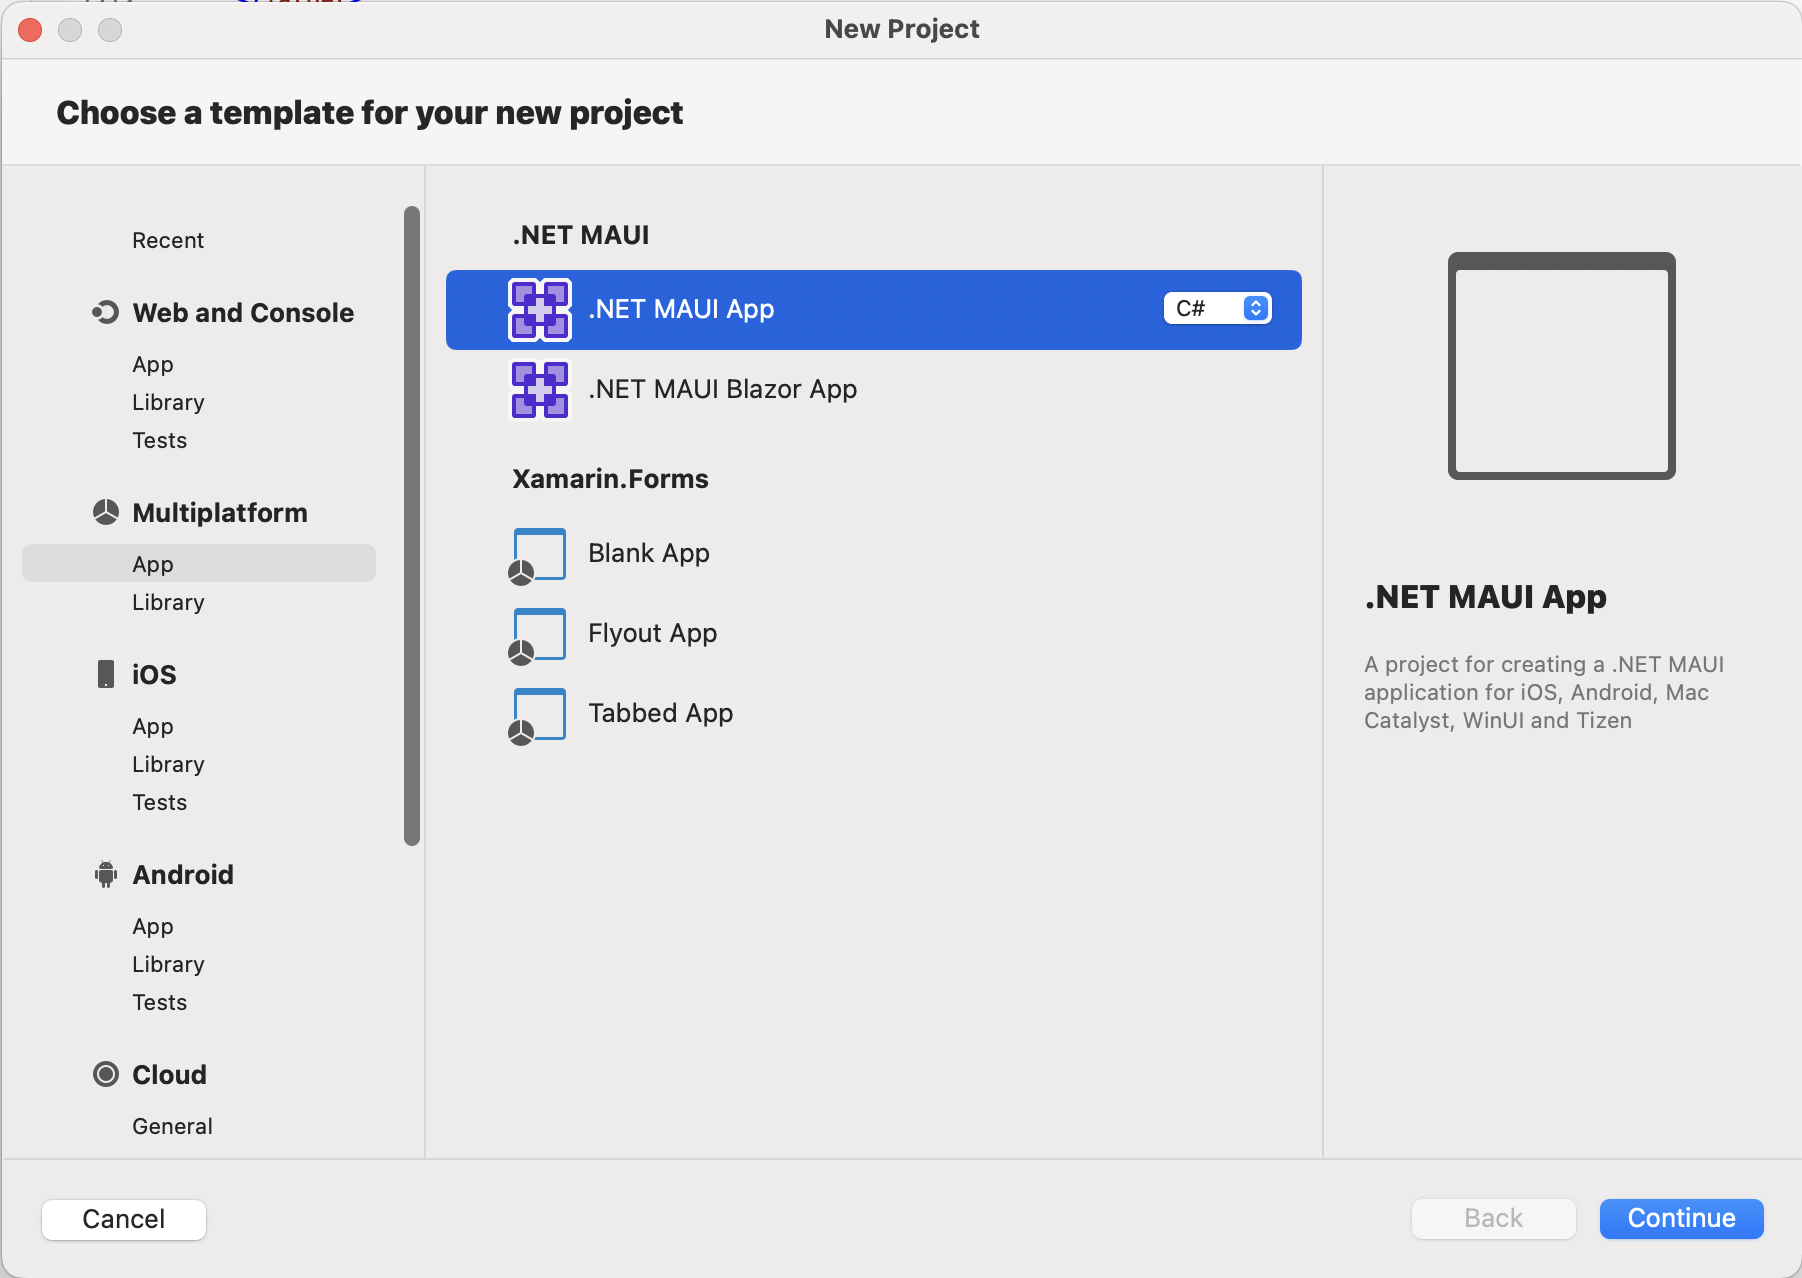 New Project
Choose a template for your new project
Recent
Web and Console
App
Library
Tests
Multiplatform
App
Library
iOS
App
Library
Tests
Android
App
Library
Tests
Cloud
General
.NET MAUI
.NET MAUI App
C#
.NET MAUI Blazor App
Xamarin.Forms
Blank App
Flyout App
Tabbed App
.NET MAUI App
A project for creating a .NET MAUI
application for iOS, Android, Mac
Catalyst, WinUI and Tizen
Cancel
Back
Continue